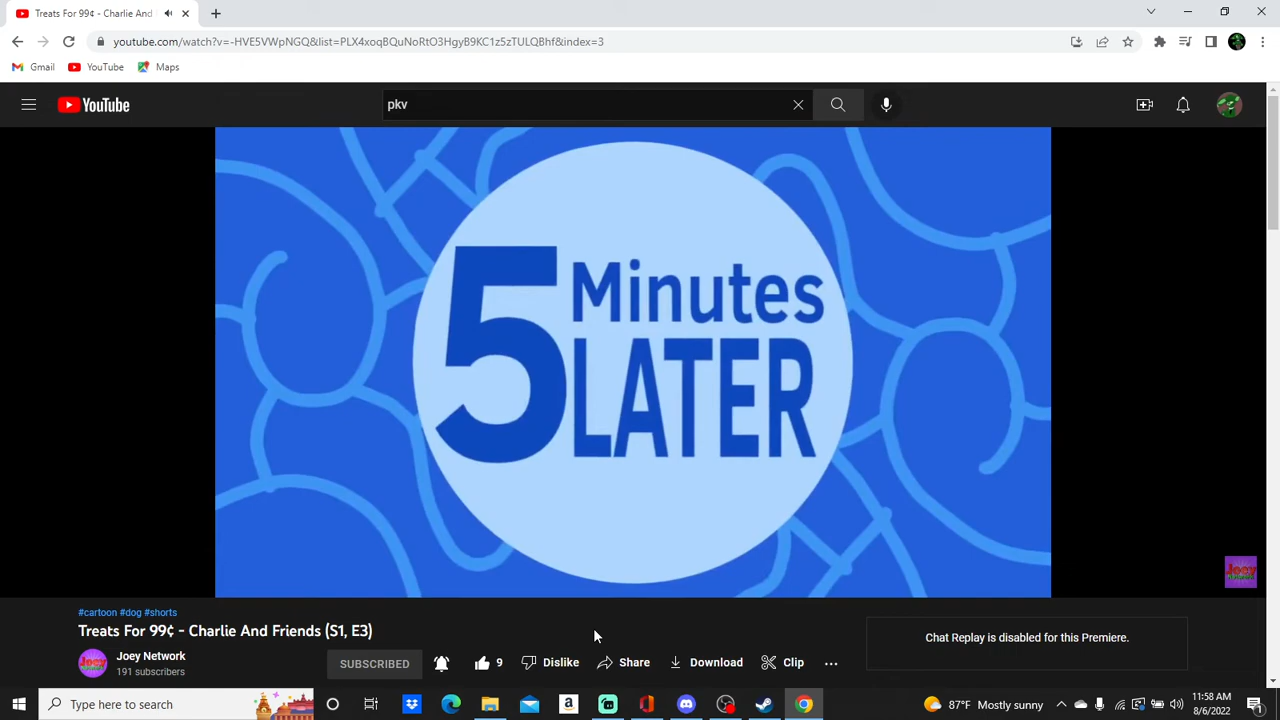 Treats For 99¢ - Charlie And
youtube.com/watch?v=-HVE5VWpNGQ&list=PLX4xoqBQuNoRtO3HgyB9KC1z5zTULQBhf&index=3
Gmail
YouTube
Maps
YouTube
pkv
5 Minutes
LATER
#cartoon #dog #shorts
Treats For 99¢ - Charlie And Friends (S1, E3)
Joey Network
191 subscribers
SUBSCRIBED
9
Dislike
Share
Download
Clip
Chat Replay is disabled for this Premiere.
Type here to search
87°F Mostly sunny
11:58 AM
8/6/2022